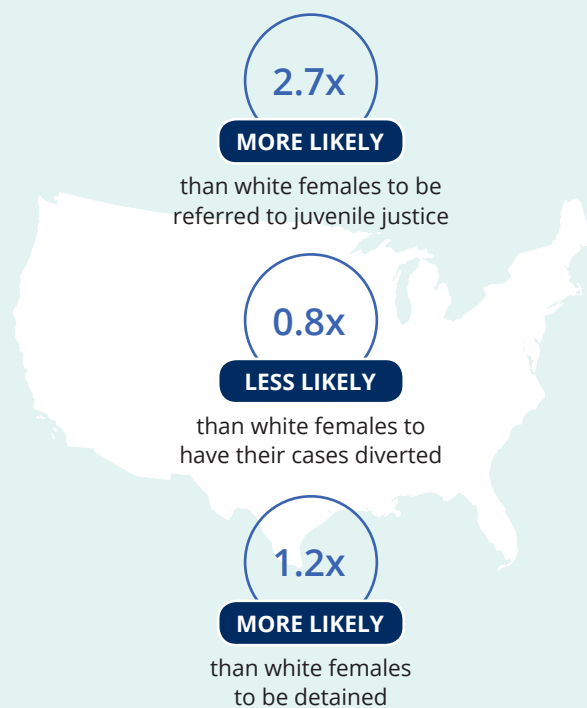 2.7x
MORE LIKELY
than white females to be
referred to juvenile justice
0.8x
LESS LIKELY
than white females to
have their cases diverted
1.2x
MORE LIKELY
than white females
to be detained